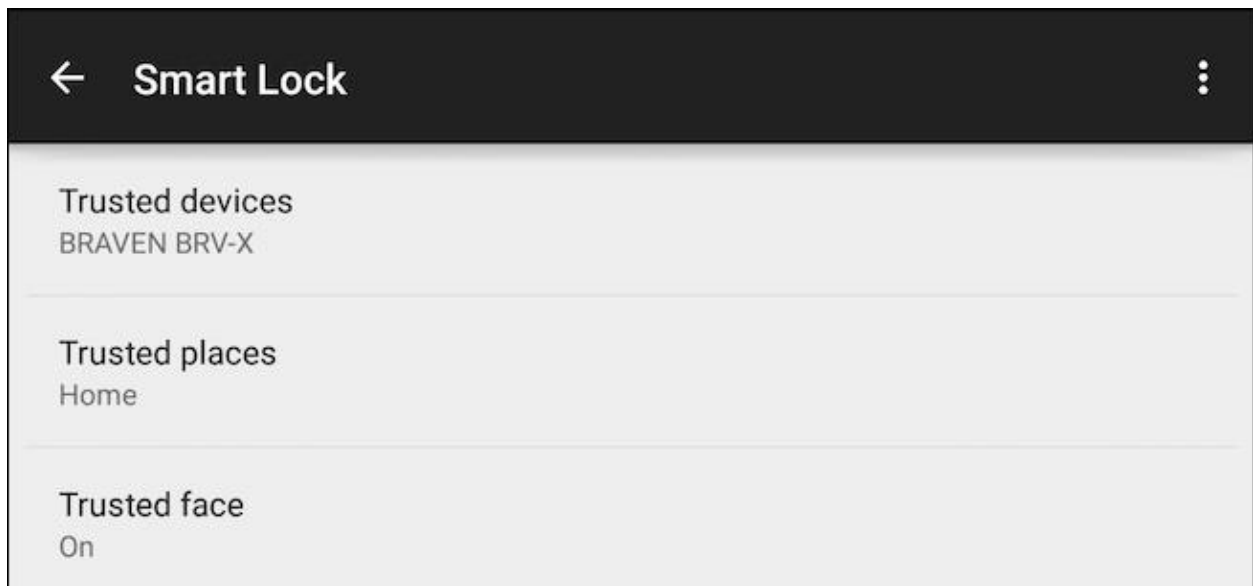 Smart Lock
Trusted devices
BRAVEN BRV-X
Trusted places
Home
Trusted face
On